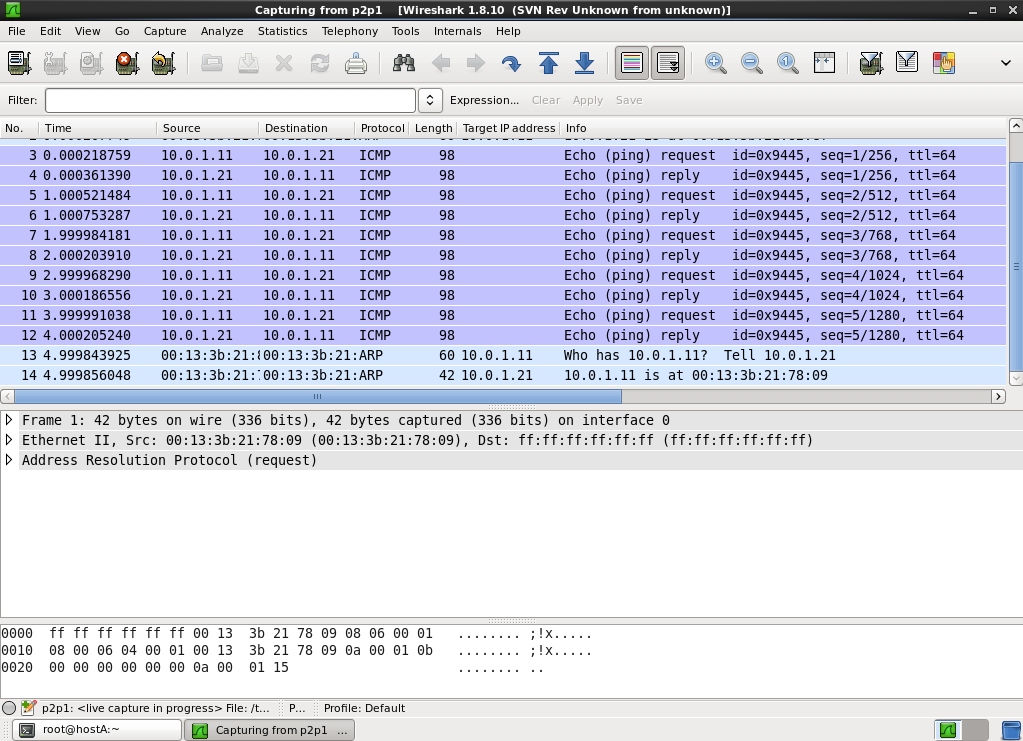 Capturing from p2p1 [Wireshark 1.8.10 (SVN Rev Unknown from unknown)]
File Edit View Go Capture Analyze Statistics Telephony Tools Internals Help
Filter: Expression... Clear Apply Save
No. Time Source Destination Protocol Length Target IP address Info
3 0.000218759 10.0.1.11 10.0.1.21 ICMP 98 Echo (ping) request id=0x9445, seq=1/256, ttl=64
4 0.000361390 10.0.1.21 10.0.1.11 ICMP 98 Echo (ping) reply id=0x9445, seq=1/256, ttl=64
5 1.000521484 10.0.1.11 10.0.1.21 ICMP 98 Echo (ping) request id=0x9445, seq=2/512, ttl=64
6 1.000753287 10.0.1.21 10.0.1.11 ICMP 98 Echo (ping) reply id=0x9445, seq=2/512, ttl=64
7 1.999984181 10.0.1.11 10.0.1.21 ICMP 98 Echo (ping) request id=0x9445, seq=3/768, ttl=64
8 2.000203910 10.0.1.21 10.0.1.11 ICMP 98 Echo (ping) reply id=0x9445, seq=3/768, ttl=64
9 2.999968290 10.0.1.11 10.0.1.21 ICMP 98 Echo (ping) request id=0x9445, seq=4/1024, ttl=64
10 3.000186556 10.0.1.21 10.0.1.11 ICMP 98 Echo (ping) reply id=0x9445, seq=4/1024, ttl=64
11 3.999991038 10.0.1.11 10.0.1.21 ICMP 98 Echo (ping) request id=0x9445, seq=5/1280, ttl=64
12 4.000205240 10.0.1.21 10.0.1.11 ICMP 98 Echo (ping) reply id=0x9445, seq=5/1280, ttl=64
13 4.999843925 00:13:3b:21: 00:13:3b:21: ARP 60 10.0.1.11 Who has 10.0.1.11? Tell 10.0.1.21
14 4.999856048 00:13:3b:21: 00:13:3b:21: ARP 42 10.0.1.21 10.0.1.11 is at 00:13:3b:21:78:09
Frame 1: 42 bytes on wire (336 bits), 42 bytes captured (336 bits) on interface 0
Ethernet II, Src: 00:13:3b:21:78:09 (00:13:3b:21:78:09), Dst: ff:ff:ff:ff:ff:ff (ff:ff:ff:ff:ff:ff)
Address Resolution Protocol (request)
0000 ff ff ff ff ff ff 00 13 3b 21 78 09 08 06 00 01 ........ ;!x.....
0010 08 00 06 04 00 01 00 13 3b 21 78 09 0a 00 01 0b ........ ;!x.....
0020 00 00 00 00 00 00 0a 00 01 15 ........ ..
p2p1: <live capture in progress> File: /t... P... Profile: Default
root@hostA:~ Capturing from p2p1 ...